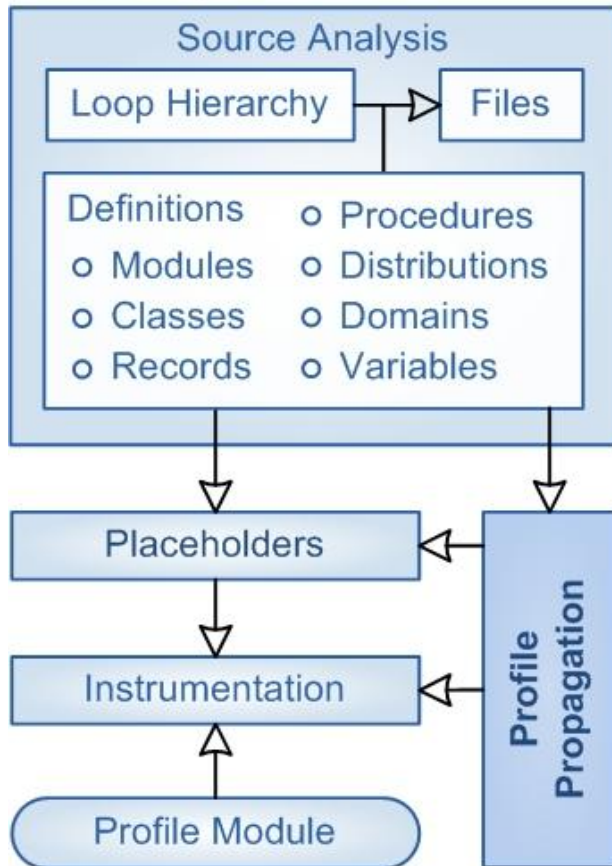 Source Analysis
Loop Hierarchy
Files
Definitions
Modules
Classes
Records
Procedures
Distributions
Domains
Variables
Placeholders
Instrumentation
Profile Module
Profile
Propagation